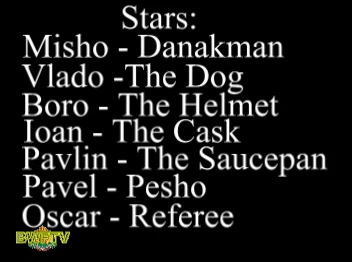 Stars:
Misho - Danakman
Vlado -The Dog
Boro - The Helmet
Ioan - The Cask
Pavlin - The Saucepan
Pavel - Pesho
Oscar - Referee